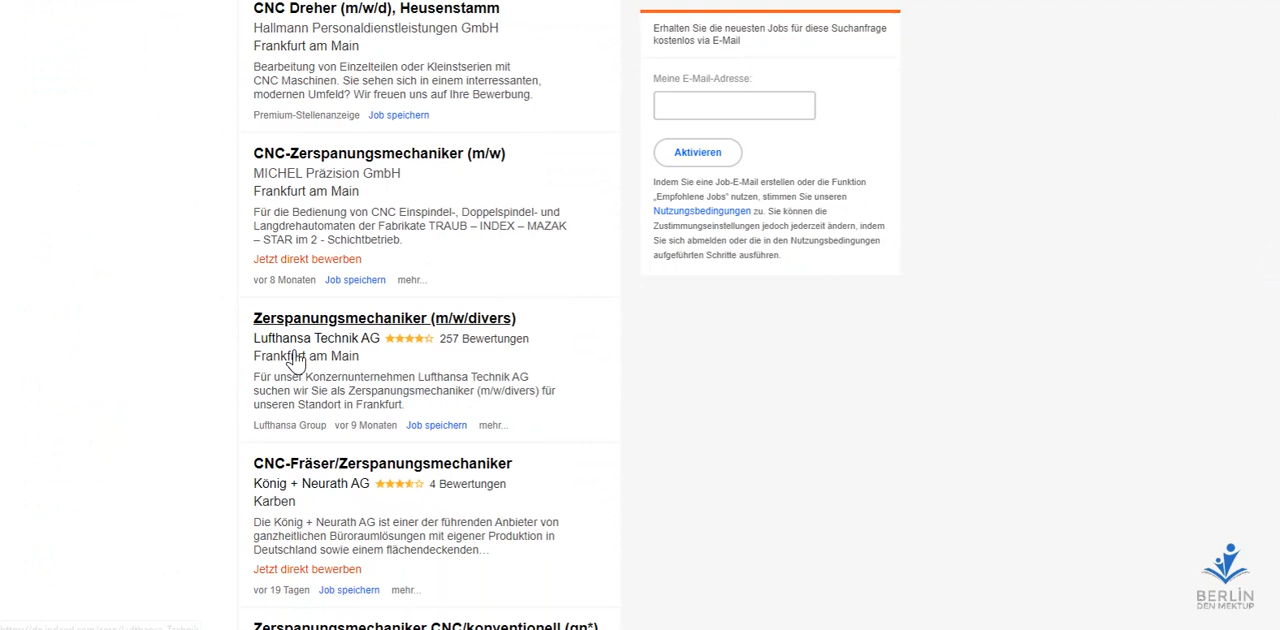 CNC Dreher (m/w/d), Heusenstamm
Hallmann Personaldienstleistungen GmbH
Frankfurt am Main
Bearbeitung von Einzelteilen oder Kleinstserien mit
CNC Maschinen. Sie sehen sich in einem interressanten,
modernen Umfeld? Wir freuen uns auf Ihre Bewerbung.
Premium-Stellenanzeige Job speichern
CNC-Zerspanungsmechaniker (m/w)
MICHEL Präzision GmbH
Frankfurt am Main
Für die Bedienung von CNC Einspindel-, Doppelspindel- und
Langdrehautomaten der Fabrikate TRAUB – INDEX – MAZAK
– STAR im 2 - Schichtbetrieb.
Jetzt direkt bewerben
vor 8 Monaten Job speichern mehr...
Zerspanungsmechaniker (m/w/divers)
Lufthansa Technik AG 257 Bewertungen
Frankfurt am Main
Für unser Konzernunternehmen Lufthansa Technik AG
suchen wir Sie als Zerspanungsmechaniker (m/w/divers) für
unseren Standort in Frankfurt.
Lufthansa Group vor 9 Monaten Job speichern mehr...
CNC-Fräser/Zerspanungsmechaniker
König + Neurath AG 4 Bewertungen
Karben
Die König + Neurath AG ist einer der führenden Anbieter von
ganzheitlichen Büroraumlösungen mit eigener Produktion in
Deutschland sowie einem flächendeckenden…
Jetzt direkt bewerben
vor 19 Tagen Job speichern mehr...
Zerspanungsmechaniker CNC/konventionell (gn*)
Erhalten Sie die neuesten Jobs für diese Suchanfrage
kostenlos via E-Mail
Meine E-Mail-Adresse:
Aktivieren
Indem Sie eine Job-E-Mail erstellen oder die Funktion
„Empfohlene Jobs" nutzen, stimmen Sie unseren
Nutzungsbedingungen zu. Sie können die
Zustimmungseinstellungen jedoch jederzeit ändern, indem
Sie sich abmelden oder die in den Nutzungsbedingungen
aufgeführten Schritte ausführen.
BERLİN
DEN MEKTUP